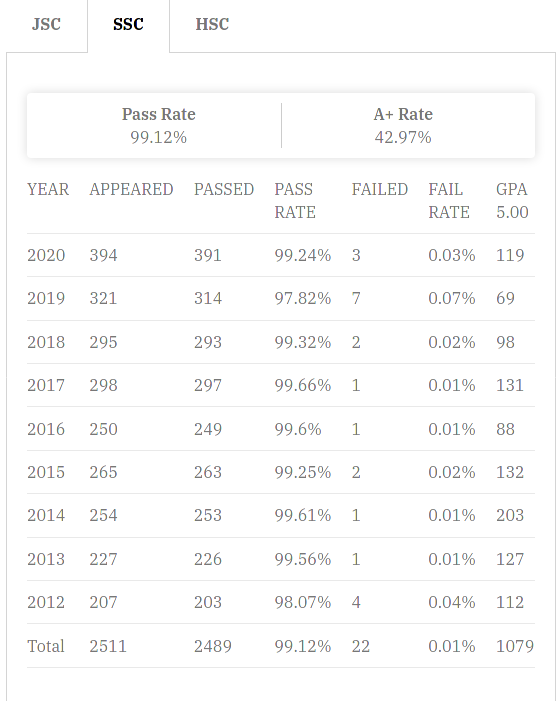 JSC SSC HSC
Pass Rate A+ Rate
99.12% 42.97%
YEAR APPEARED PASSED PASS FAILED FAIL GPA
RATE RATE 5.00
2020 394 391 99.24% 3 0.03% 119
2019 321 314 97.82% 7 0.07% 69
2018 295 293 99.32% 2 0.02% 98
2017 298 297 99.66% 1 0.01% 131
2016 250 249 99.6% 1 0.01% 88
2015 265 263 99.25% 2 0.02% 132
2014 254 253 99.61% 1 0.01% 203
2013 227 226 99.56% 1 0.01% 127
2012 207 203 98.07% 4 0.04% 112
Total 2511 2489 99.12% 22 0.01% 1079